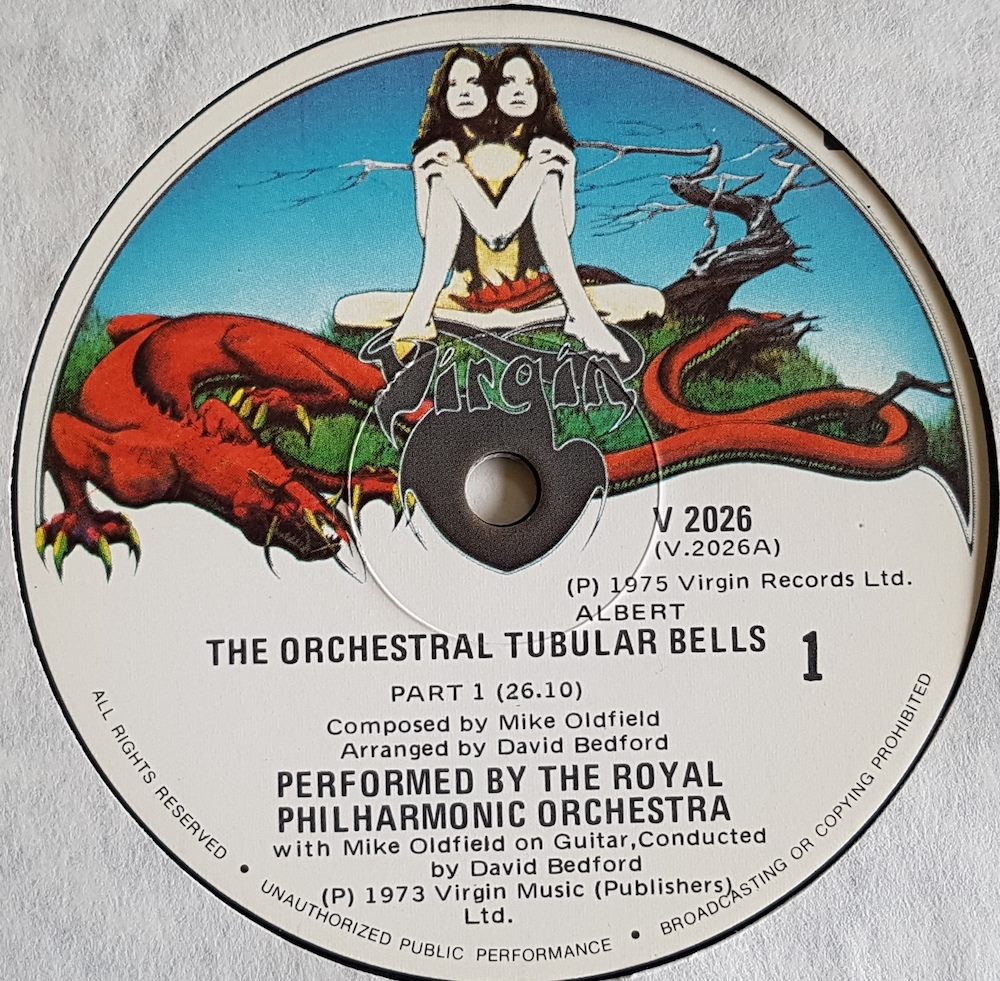 Virgin
V 2026
(V.2026A)
(P) 1975 Virgin Records Ltd.
ALBERT
THE ORCHESTRAL TUBULAR BELLS
1
PART 1 (26.10)
Composed by Mike Oldfield
Arranged by David Bedford
PERFORMED BY THE ROYAL
PHILHARMONIC ORCHESTRA
with Mike Oldfield on Guitar,Conducted
by David Bedford
(P) 1973 Virgin Music (Publishers)
Ltd.
ALL RIGHTS RESERVED • UNAUTHORIZED PUBLIC PERFORMANCE • BROADCASTING OR COPYING PROHIBITED